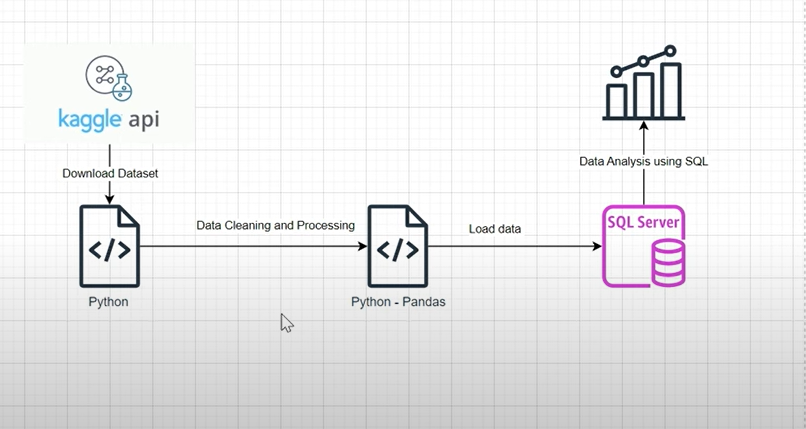 kaggle api
Download Dataset
Data Cleaning and Processing
Python
Python - Pandas
Load data
SQL Server
Data Analysis using SQL